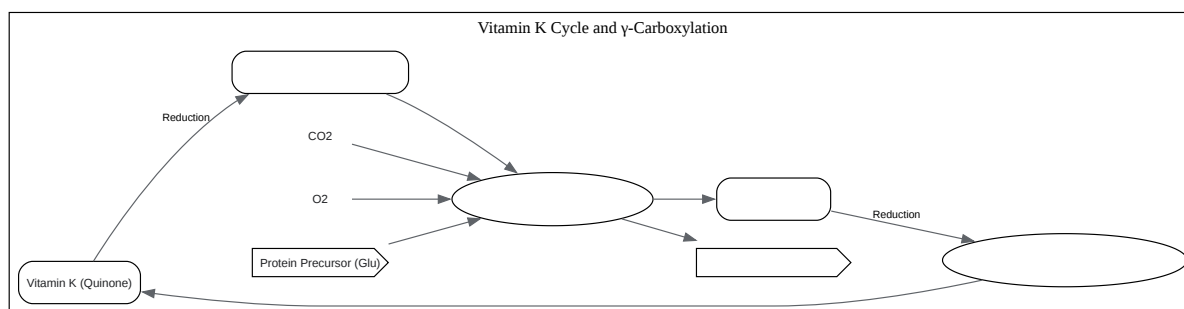 Vitamin K Cycle and γ-Carboxylation
Reduction
CO2
O2
Reduction
Protein Precursor (Glu)
Vitamin K (Quinone)